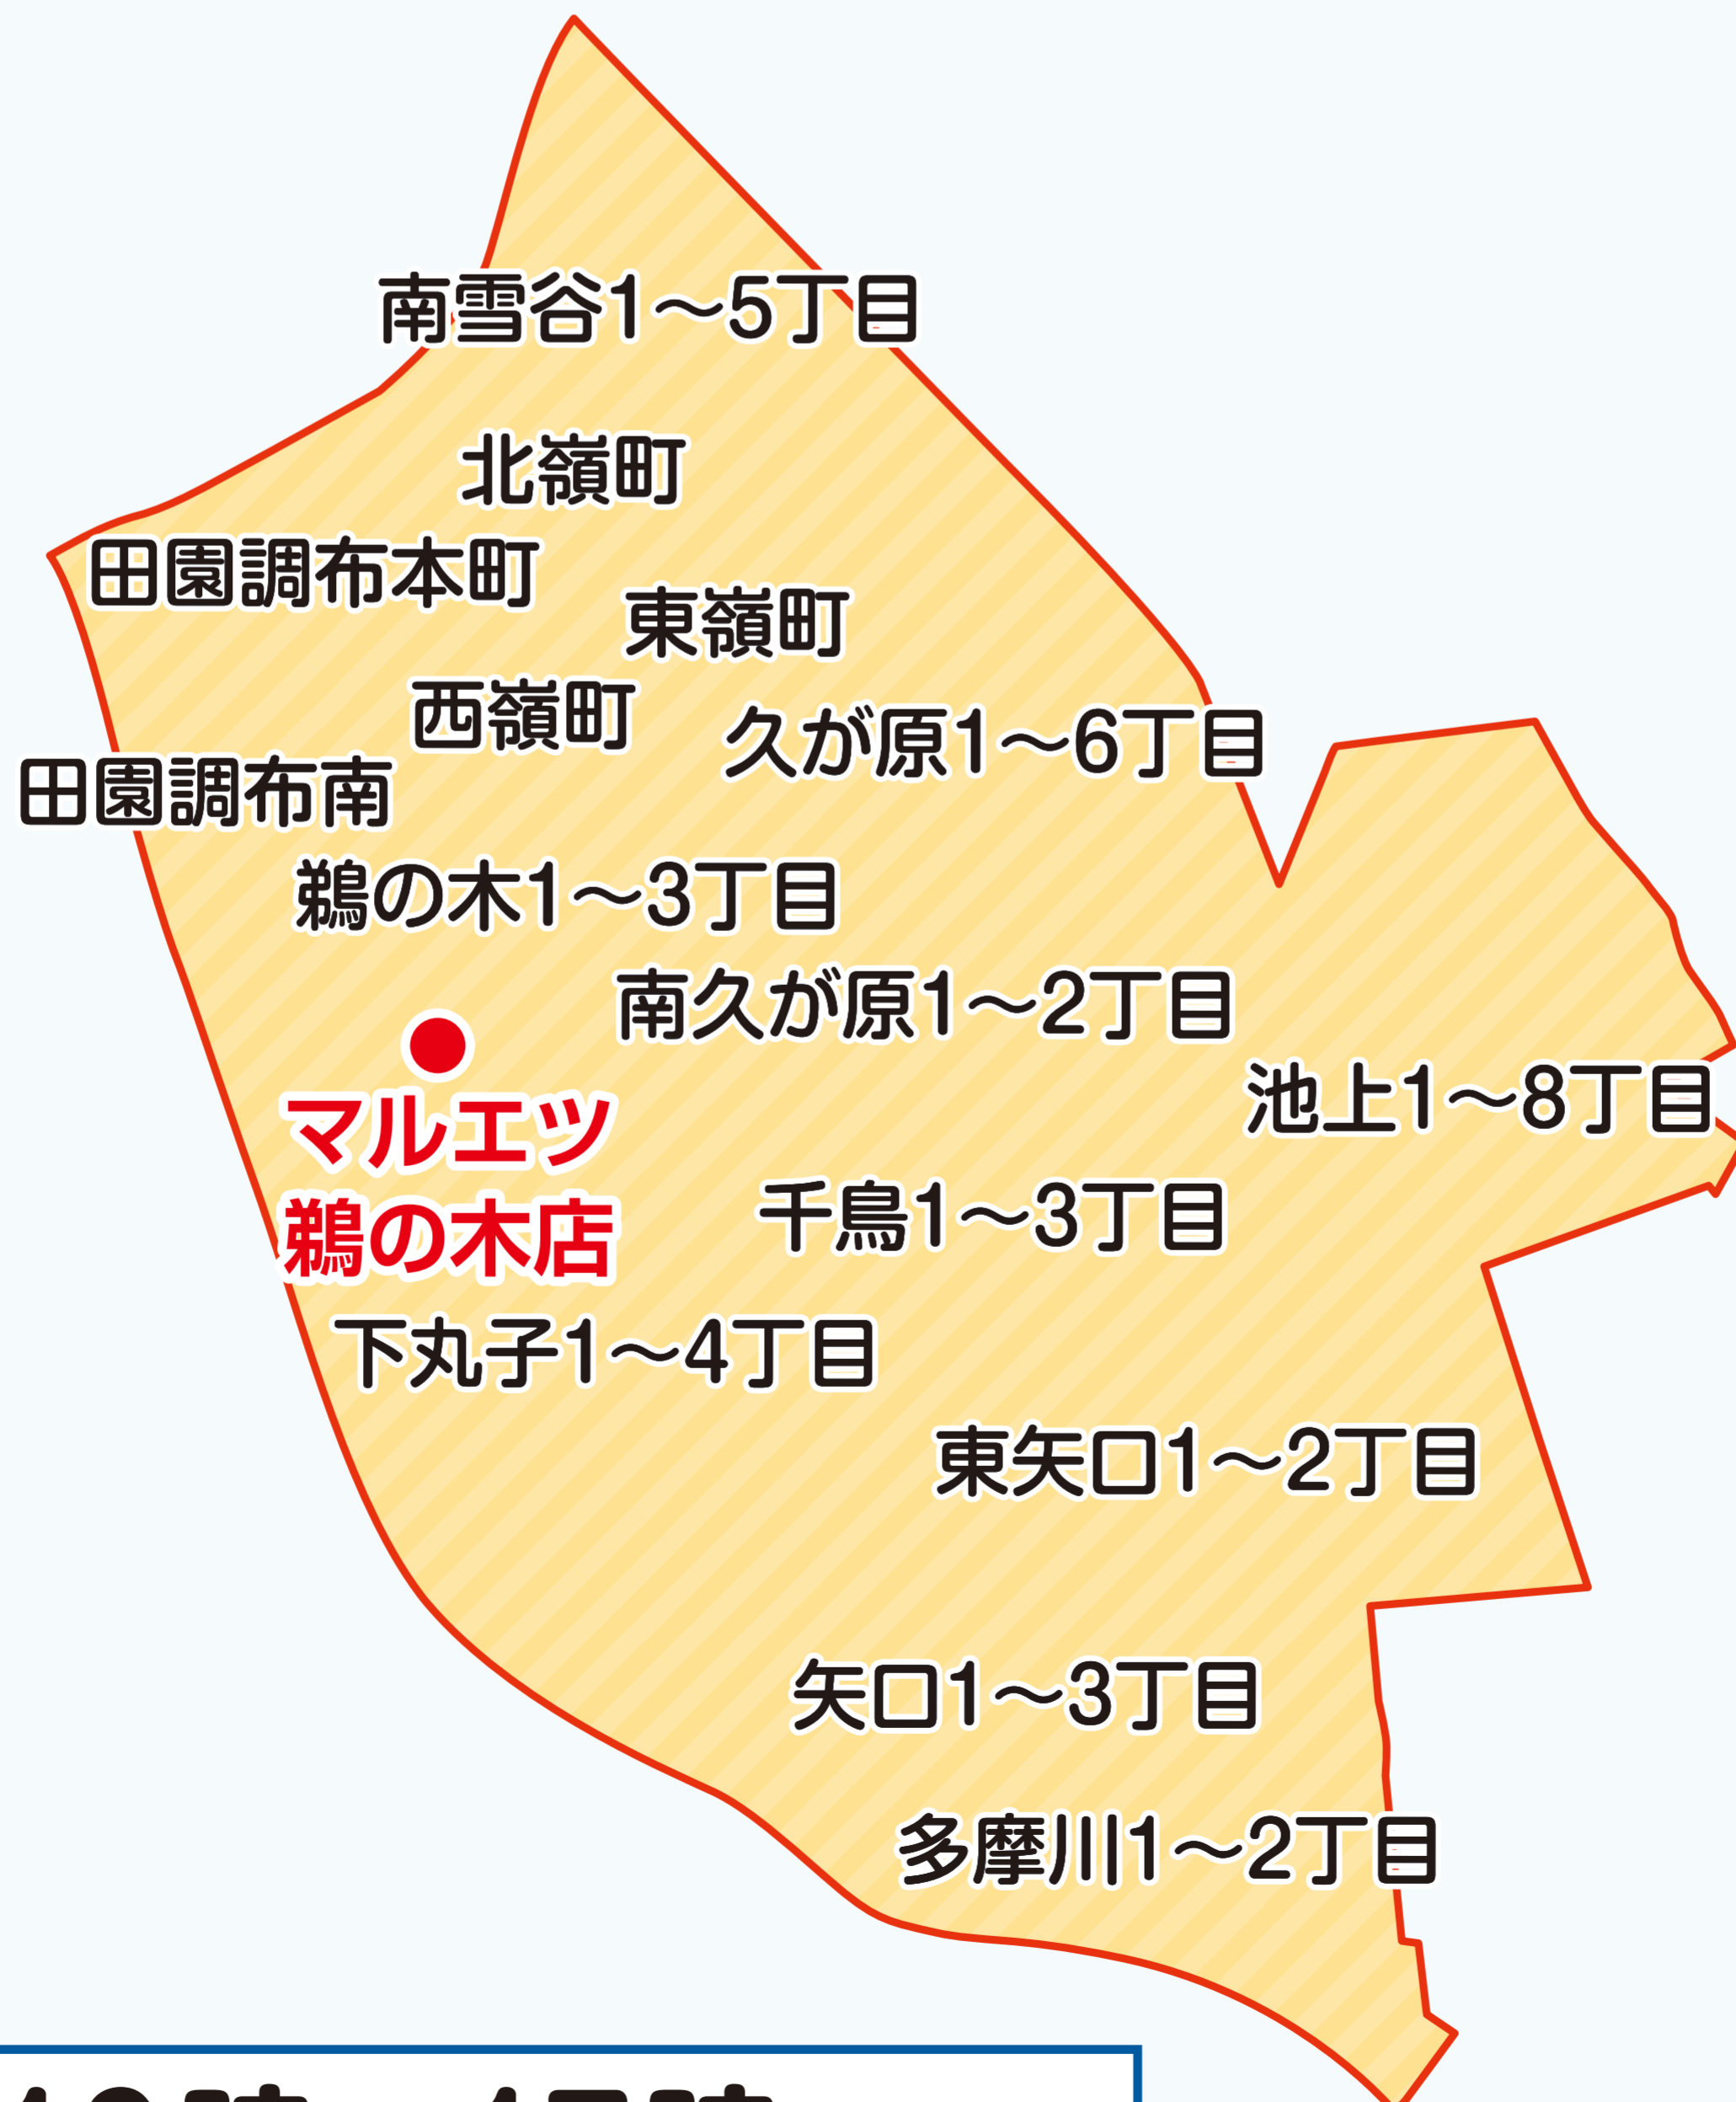 南雪谷1～5丁目
北嶺町
田園調布本町
東嶺町
西嶺町
久が原1～6丁目
田園調布南
鵜の木1～3丁目
南久が原1～2丁目
池上1～8丁目
マルエツ
鵜の木店
千鳥1～3丁目
下丸子1～4丁目
東矢口1～2丁目
矢口1～3丁目
多摩川1～2丁目